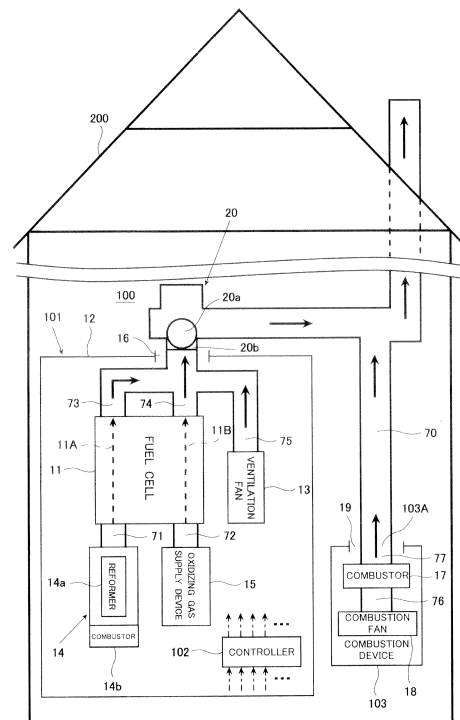 200
20
100
20a
12
101
16
20b
73
74
11A
11B
FUEL CELL
75
70
11
VENTILATION
FAN
13
19
103A
71
72
77
14a
REFORMER
OXIDIZING GAS
SUPPLY DEVICE
15
COMBUSTOR
17
76
14
COMBUSTOR
14b
102
CONTROLLER
COMBUSTION
FAN
COMBUSTION
DEVICE
18
103